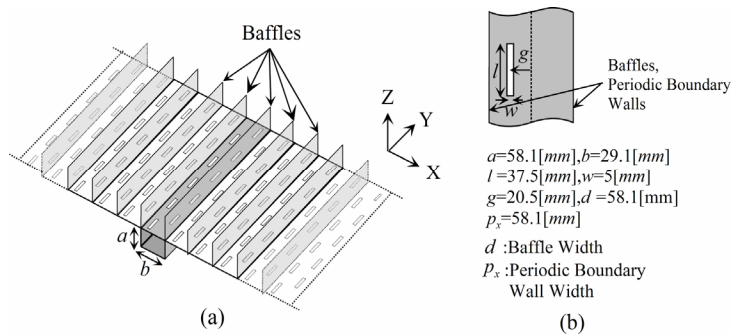 Baffles
Z
Y
X
a
b
(a)
(b)
l
g
w
Baffles,
Periodic Boundary
Walls
a=58.1[mm],b=29.1[mm]
l =37.5[mm],w=5[mm]
g=20.5[mm],d =58.1[mm]
px=58.1[mm]
d :Baffle Width
px :Periodic Boundary
Wall Width